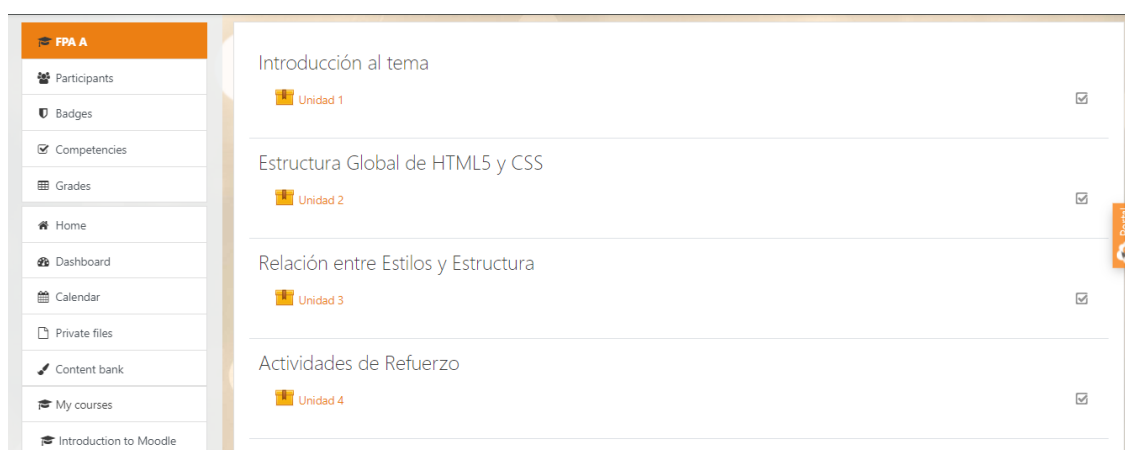 FPA A
Participants
Badges
Competencies
Grades
Home
Dashboard
Calendar
Private files
Content bank
My courses
Introduction to Moodle
Introducción al tema
Unidad 1
Estructura Global de HTML5 y CSS
Unidad 2
Relación entre Estilos y Estructura
Unidad 3
Actividades de Refuerzo
Unidad 4